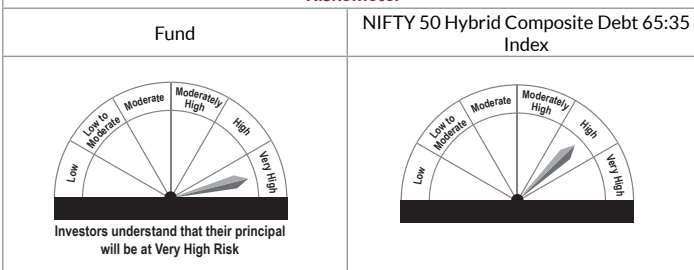 Fund
NIFTY 50 Hybrid Composite Debt 65:35
Index
Low
Low to
Moderate
Moderate
Moderately
High
High
Very High
Investors understand that their principal
will be at Very High Risk
Low
Low to
Moderate
Moderate
Moderately
High
High
Very High